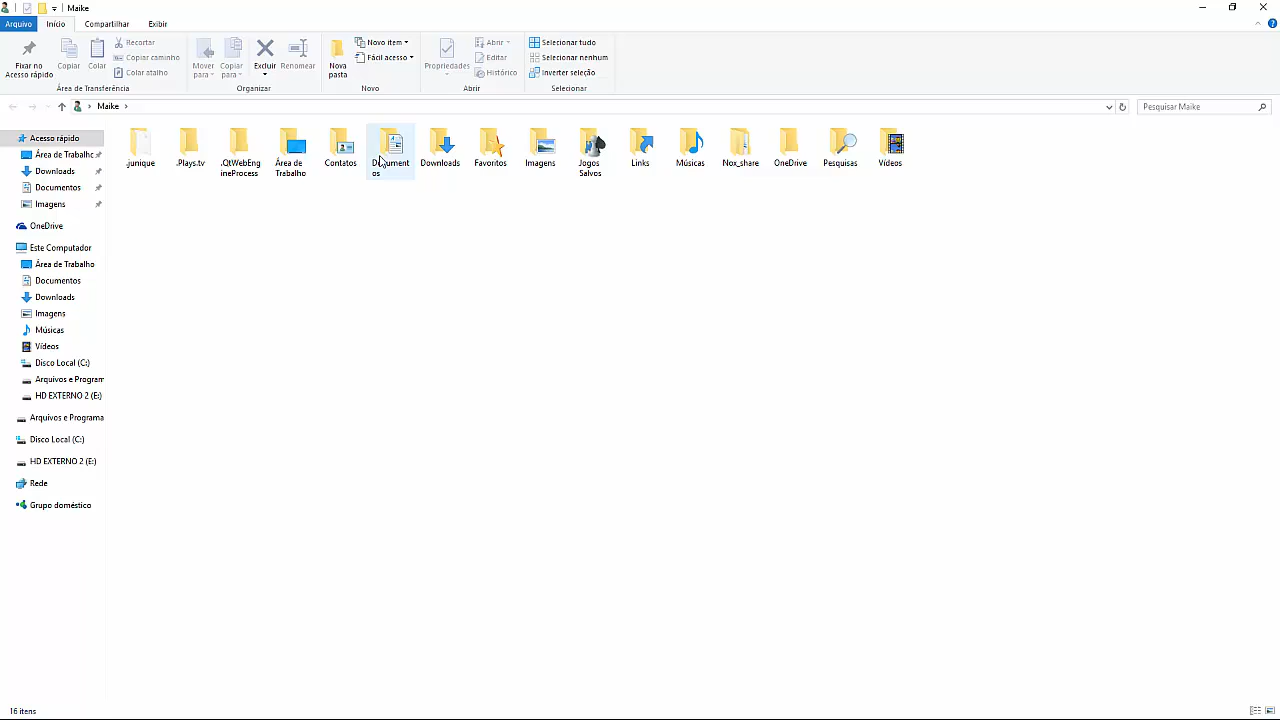 Maike
Arquivo Início Compartilhar Exibir
Fixar no Acesso rápido
Copiar
Colar
Recortar
Copiar caminho
Colar atalho
Área de Transferência
Mover para
Copiar para
Excluir
Renomear
Organizar
Nova pasta
Novo item
Fácil acesso
Novo
Propriedades
Abrir
Editar
Histórico
Abrir
Selecionar tudo
Selecionar nenhum
Inverter seleção
Selecionar
Maike
Pesquisar Maike
Acesso rápido
Área de Trabalho
Downloads
Documentos
Imagens
OneDrive
Este Computador
Área de Trabalho
Documentos
Downloads
Imagens
Músicas
Vídeos
Disco Local (C:)
Arquivos e Program
HD EXTERNO 2 (E:)
Arquivos e Programa
Disco Local (C:)
HD EXTERNO 2 (E:)
Rede
Grupo doméstico
.junique
.Plays.tv
.QtWebEng
ineProcess
Área de
Trabalho
Contatos
Document
os
Downloads
Favoritos
Imagens
Jogos
Salvos
Links
Músicas
Nox_share
OneDrive
Pesquisas
Vídeos
16 itens